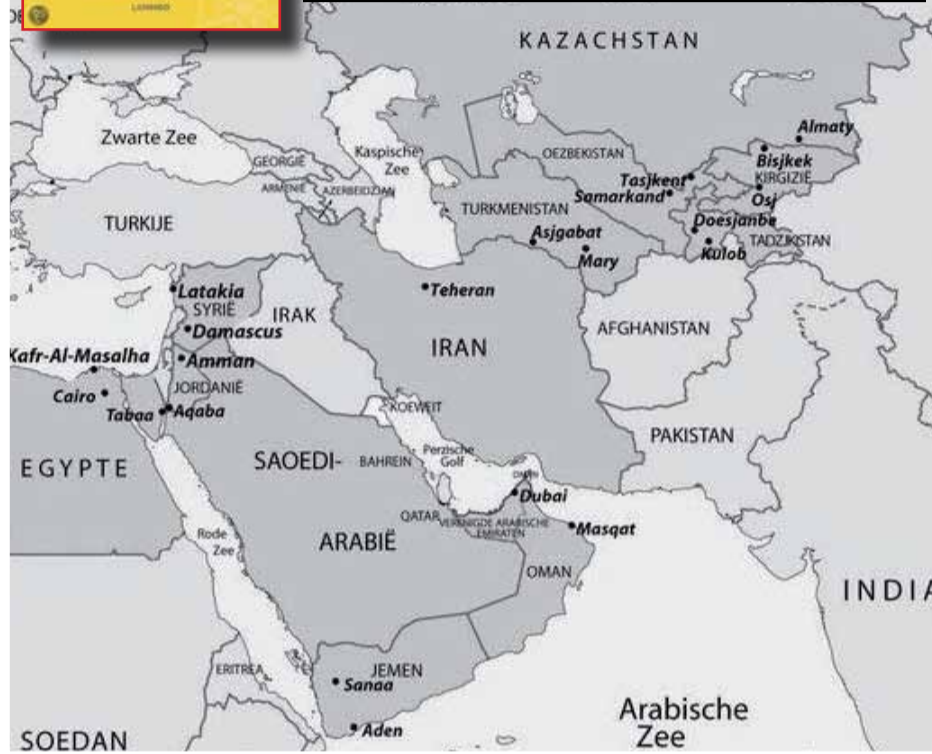 KAZACHSTAN
Zwarte Zee
Almaty
GEORGIË
Kaspische
Zee
OEZBEKISTAN
Bisjkek
KIRGIZIË
ARMENIË
AZERBEIDZJAN
Tasjkent
Samarkand
Osj
TURKIJE
TURKMENISTAN
Doesjanbe
Asjgabat
TADZJIKISTAN
Mary
Kulob
Latakia
Teheran
SYRIË
IRAK
Damascus
AFGHANISTAN
IRAN
Kafr-Al-Masalha
Amman
JORDANIË
Cairo
Tabaa
Aqaba
KOEWEIT
PAKISTAN
EGYPTE
SAOEDI-
BAHREIN
Perzische
Golf
OMAN
Dubai
QATAR
VERENIGDE ARABISCHE
EMIRATEN
Masqat
Rode
Zee
ARABIË
OMAN
INDIA
ERITREA
JEMEN
Sanaa
Arabische
Zee
Aden
SOEDAN